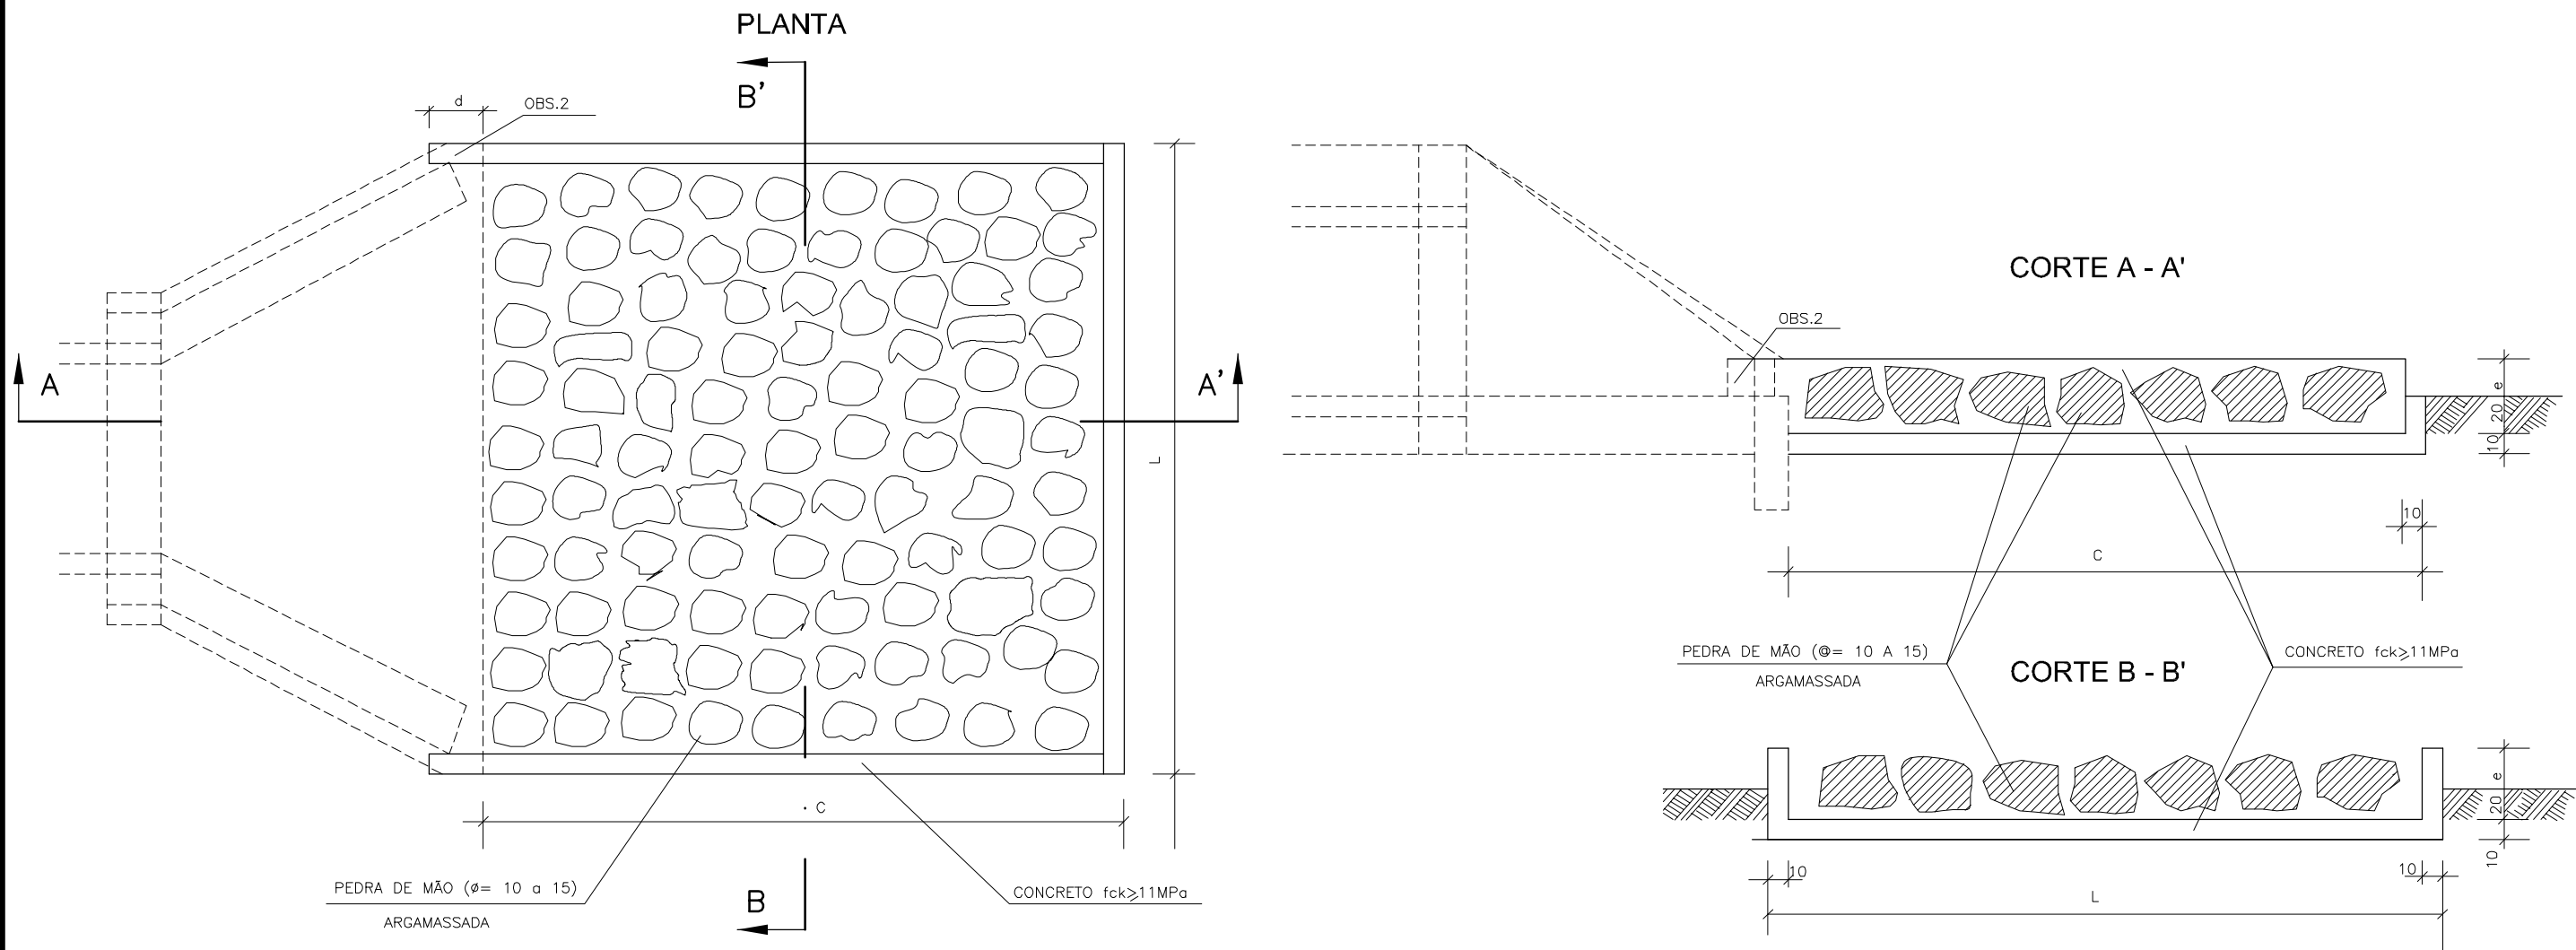 PLANTA
B'
d
OBS.2
A
A'
L
C
PEDRA DE MÃO (ø= 10 a 15)
ARGAMASSADA
CONCRETO fck≥11MPa
B
CORTE A - A'
OBS.2
e
20
10
10
C
PEDRA DE MÃO (@= 10 A 15)
ARGAMASSADA
CONCRETO fck≥11MPa
CORTE B - B'
e
20
10
10
10
L